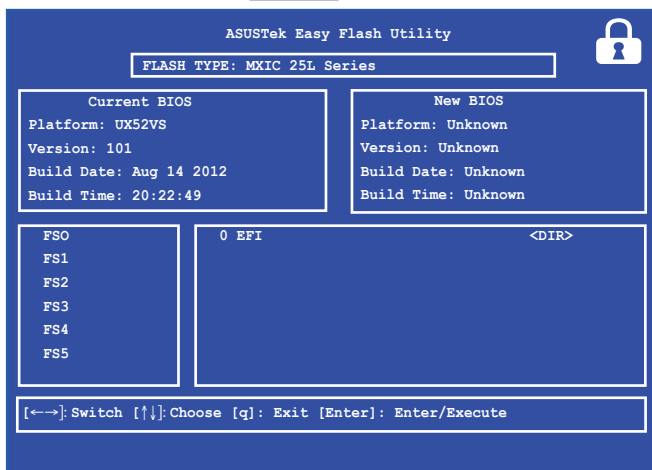 ASUSTek Easy Flash Utility
FLASH TYPE: MXIC 25L Series
Current BIOS
Platform: UX52VS
Version: 101
Build Date: Aug 14 2012
Build Time: 20:22:49
New BIOS
Platform: Unknown
Version: Unknown
Build Date: Unknown
Build Time: Unknown
FSO
FS1
FS2
FS3
FS4
FS5
0 EFI <DIR>
[←→]: Switch [↑↓]: Choose [q]: Exit [Enter]: Enter/Execute